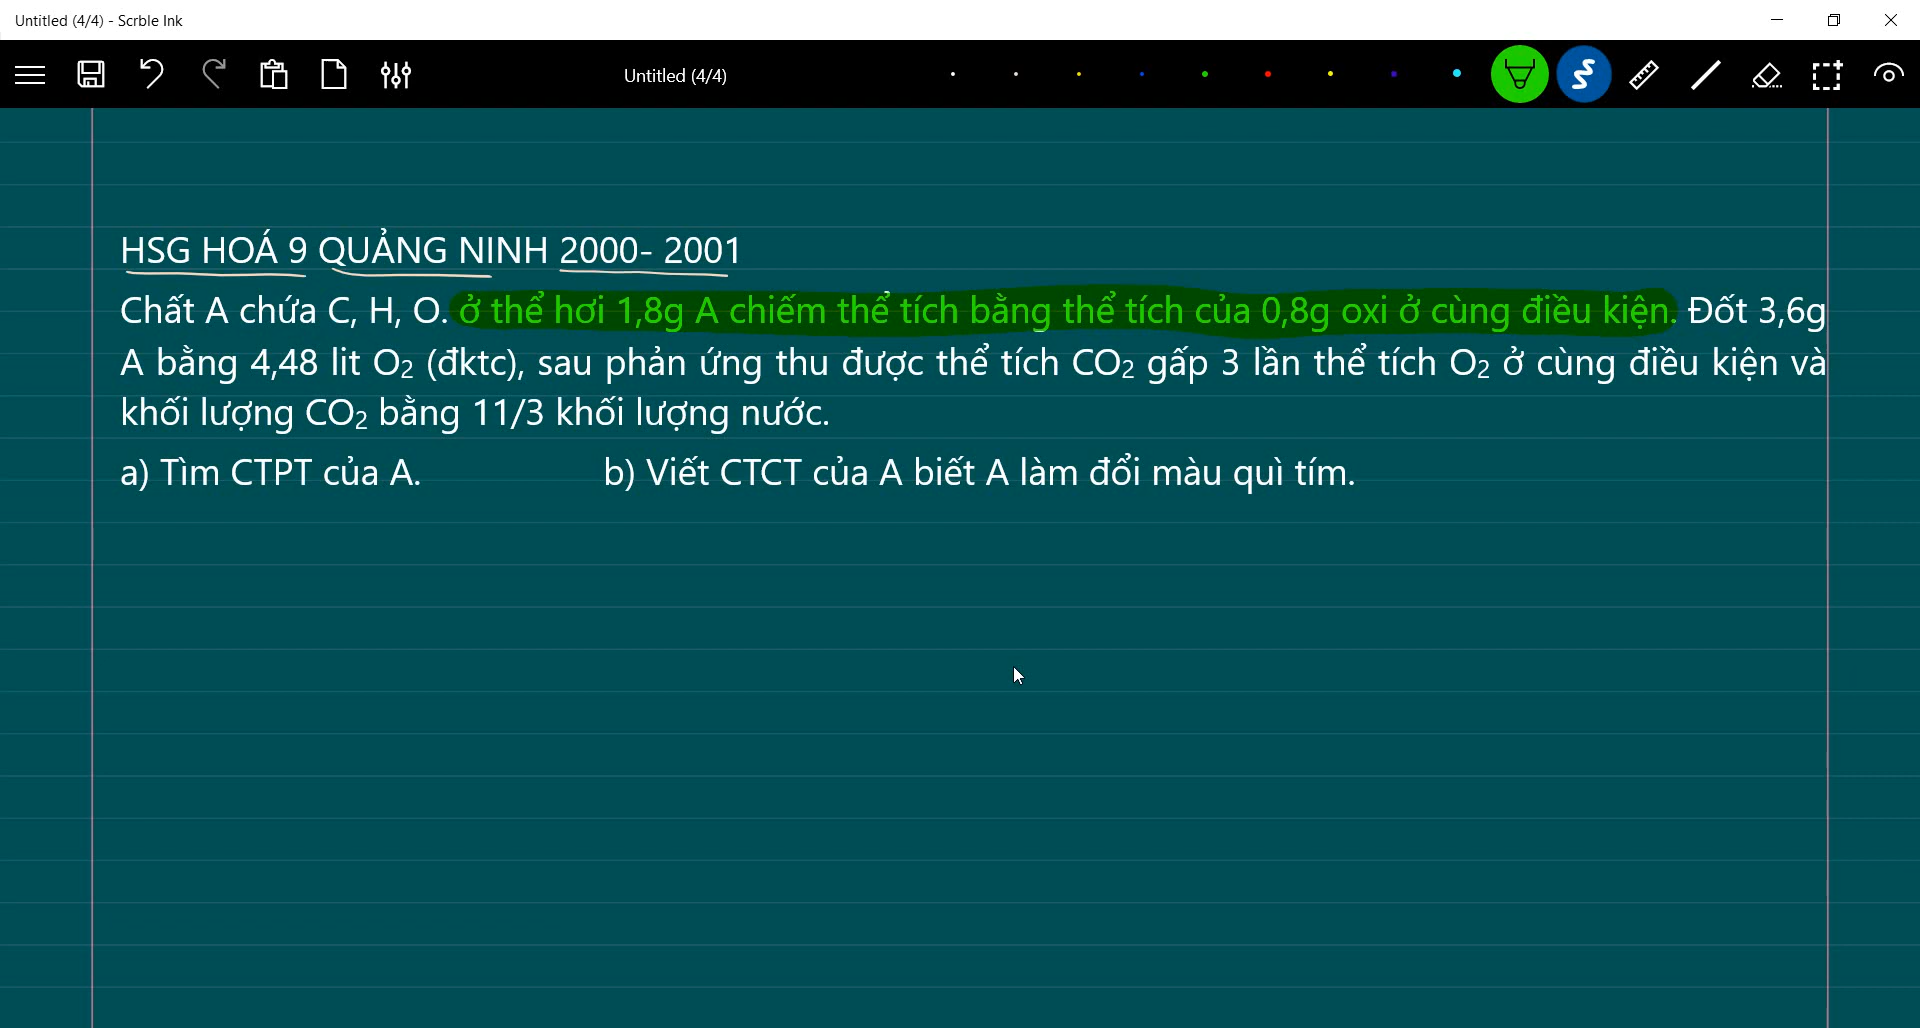 Untitled (4/4) - Scrble Ink
Untitled (4/4)
HSG HOÁ 9 QUẢNG NINH 2000- 2001
Chất A chứa C, H, O. ở thể hơi 1,8g A chiếm thể tích bằng thể tích của 0,8g oxi ở cùng điều kiện. Đốt 3,6g
A bằng 4,48 lit O₂ (đktc), sau phản ứng thu được thể tích CO₂ gấp 3 lần thể tích O₂ ở cùng điều kiện và
khối lượng CO₂ bằng 11/3 khối lượng nước.
a) Tìm CTPT của A. b) Viết CTCT của A biết A làm đổi màu quì tím.